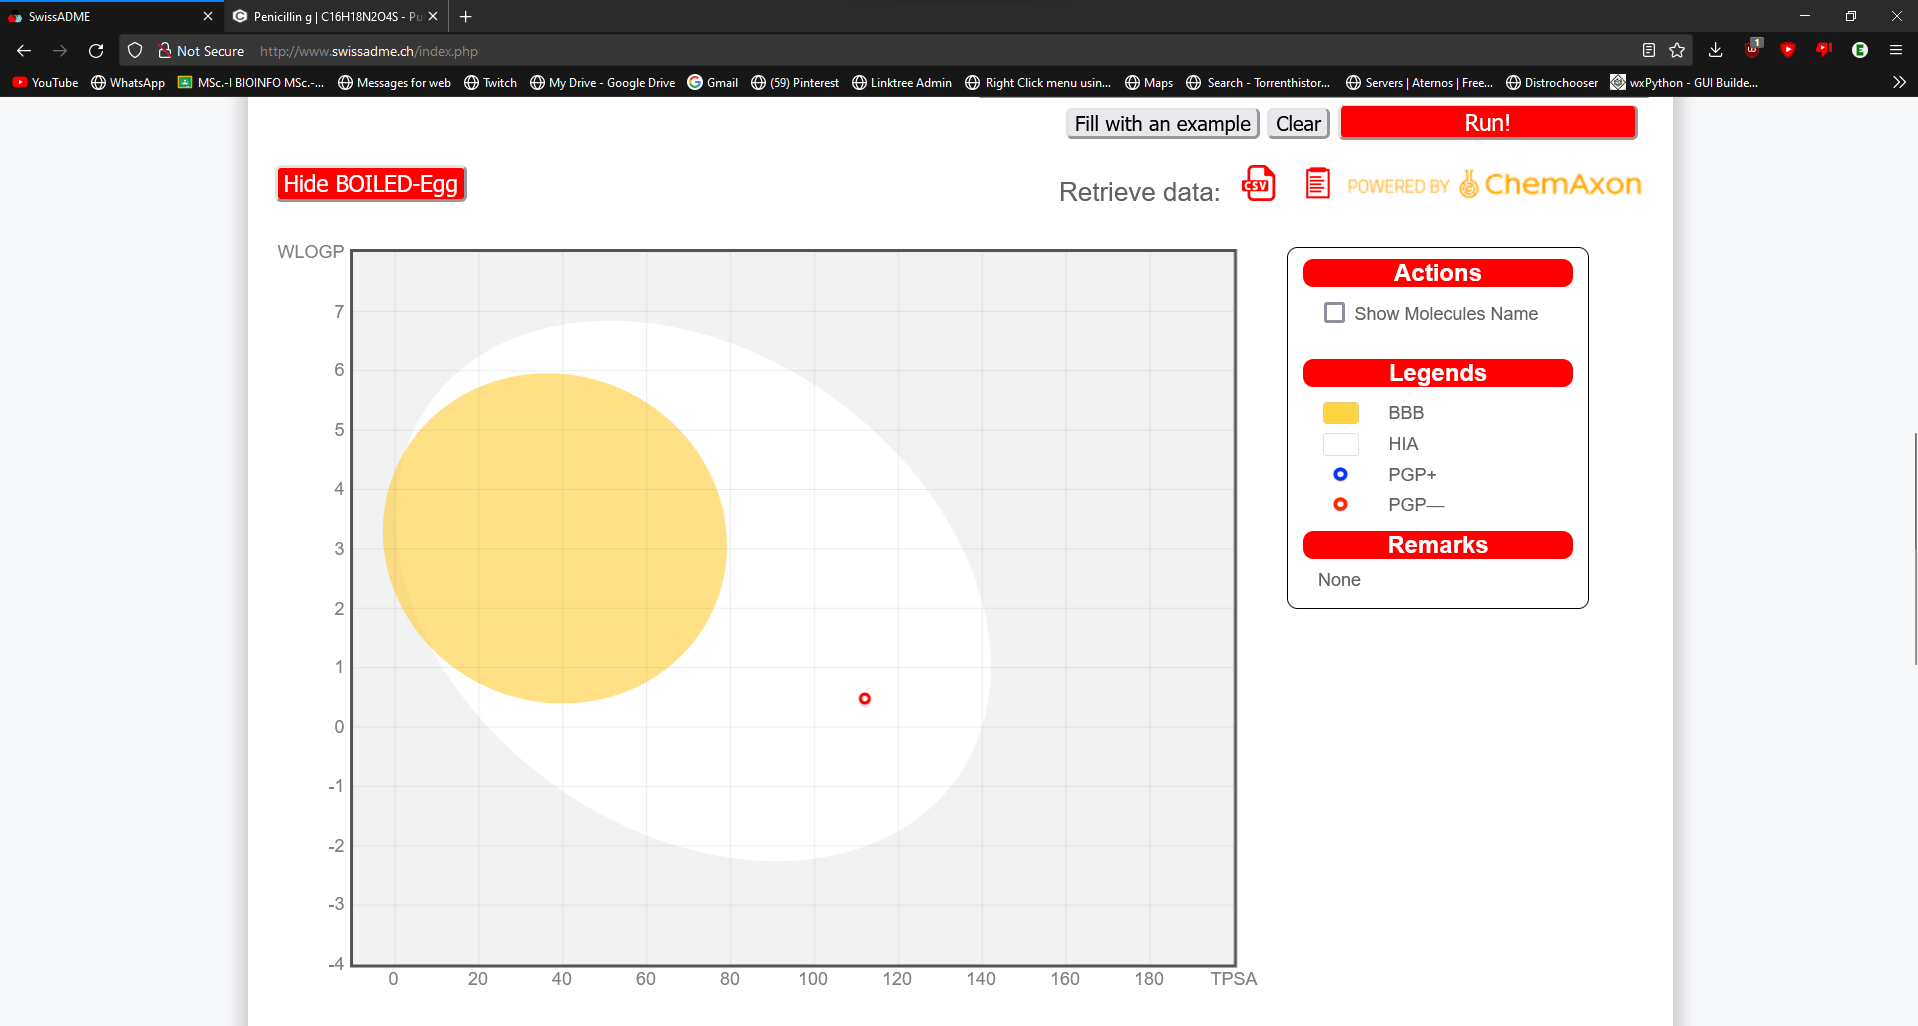 SwissADME
Penicillin g | C16H18N2O4S - Pu
Not Secure http://www.swissadme.ch/index.php
1
YouTube WhatsApp MSc.-I BIOINFO MSc.-... Messages for web Twitch My Drive - Google Drive Gmail (59) Pinterest Linktree Admin Right Click menu usin... Maps Search - Torrenthistor... Servers | Aternos | Free... Distrochooser wxPython - GUI Builde...
Fill with an example Clear Run!
Hide BOILED-Egg
Retrieve data: CSV POWERED BY ChemAxon
WLOGP
7
6
5
4
3
2
1
0
-1
-2
-3
-4
0 20 40 60 80 100 120 140 160 180 TPSA
Actions
Show Molecules Name
Legends
BBB
HIA
PGP+
PGP—
Remarks
None